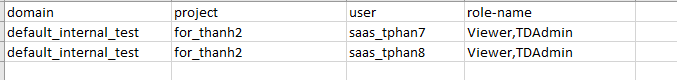 domain project user role-name
default_internal_test for_thanh2 saas_tphan7 Viewer,TDAdmin
default_internal_test for_thanh2 saas_tphan8 Viewer,TDAdmin